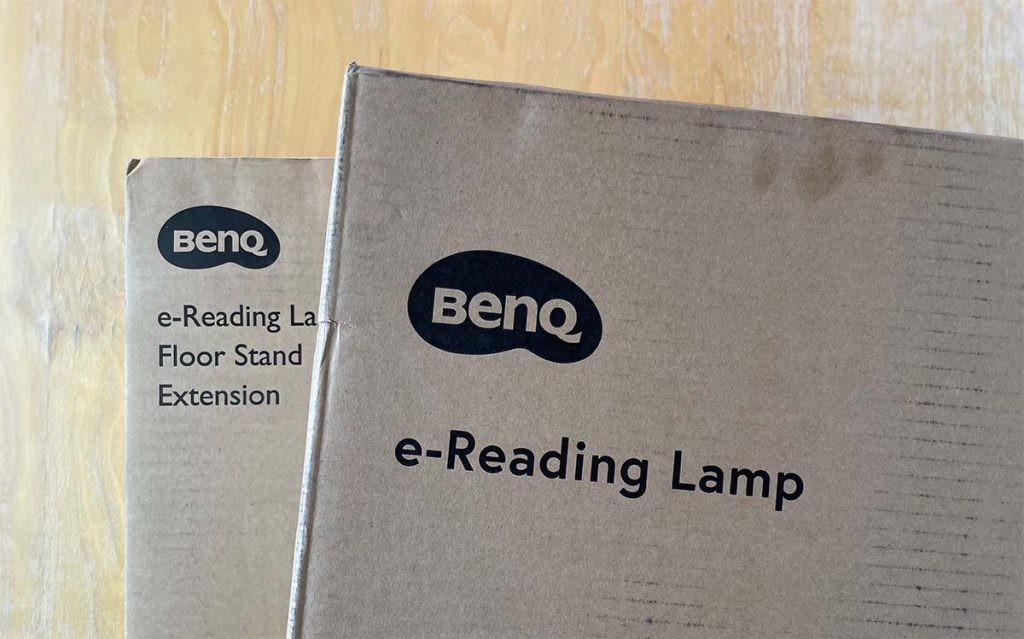 BenQ
e-Reading La
Floor Stand
Extension
BenQ
e-Reading Lamp